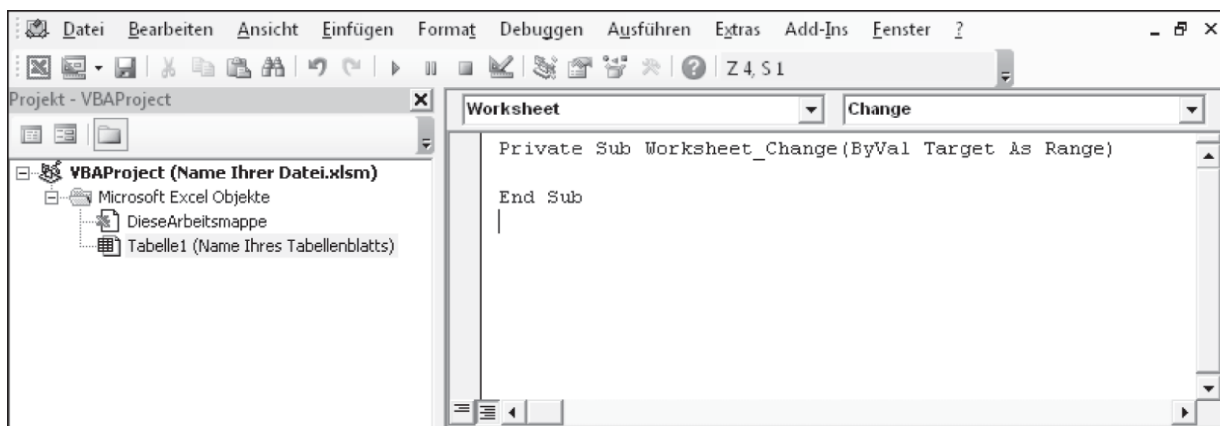 Datei Bearbeiten Ansicht Einfügen Format Debuggen Ausführen Extras Add-Ins Fenster ?
Z 4, S 1
Projekt - VBAProject
VBAProject (Name Ihrer Datei.xlsm)
Microsoft Excel Objekte
DieseArbeitsmappe
Tabelle1 (Name Ihres Tabellenblatts)
Worksheet Change
Private Sub Worksheet_Change(ByVal Target As Range)
End Sub